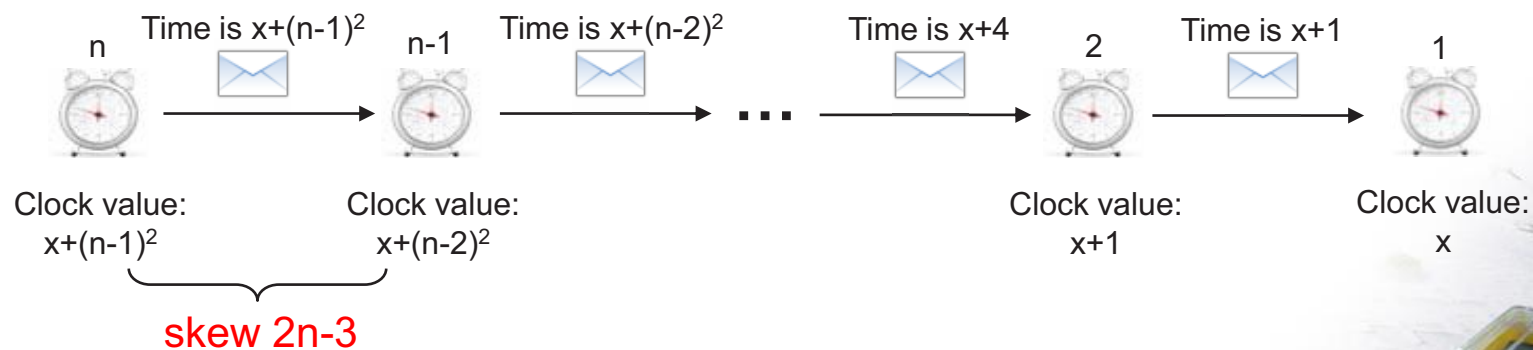 n
Time is x+(n-1)²
n-1
Time is x+(n-2)²
...
Time is x+4
2
Time is x+1
1
Clock value:
x+(n-1)²
Clock value:
x+(n-2)²
Clock value:
x+1
Clock value:
x
skew 2n-3